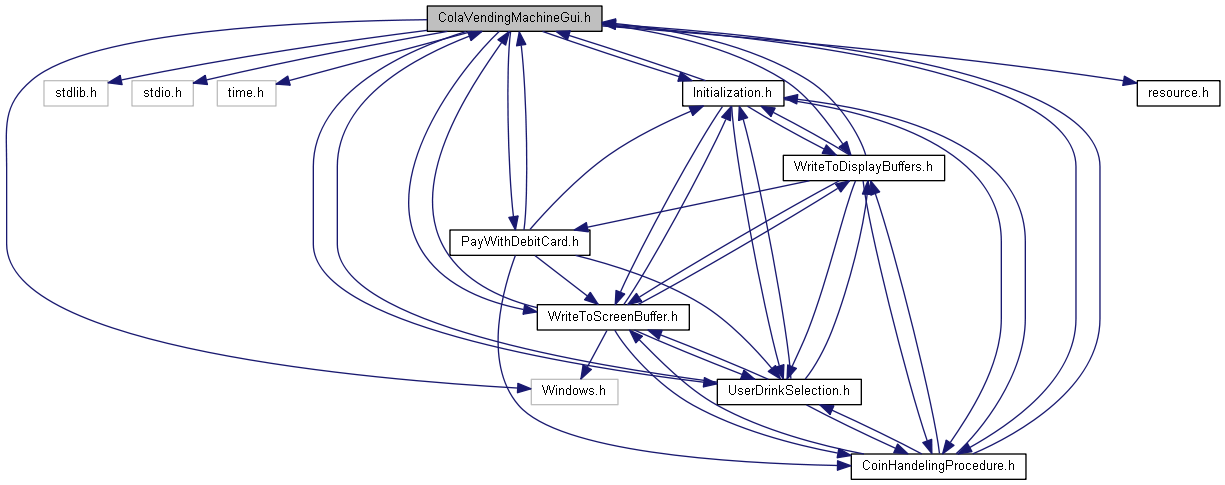 ColaVendingMachineGui.h
stdlib.h
stdio.h
time.h
Initialization.h
resource.h
WriteToDisplayBuffers.h
PayWithDebitCard.h
WriteToScreenBuffer.h
Windows.h
UserDrinkSelection.h
CoinHandelingProcedure.h